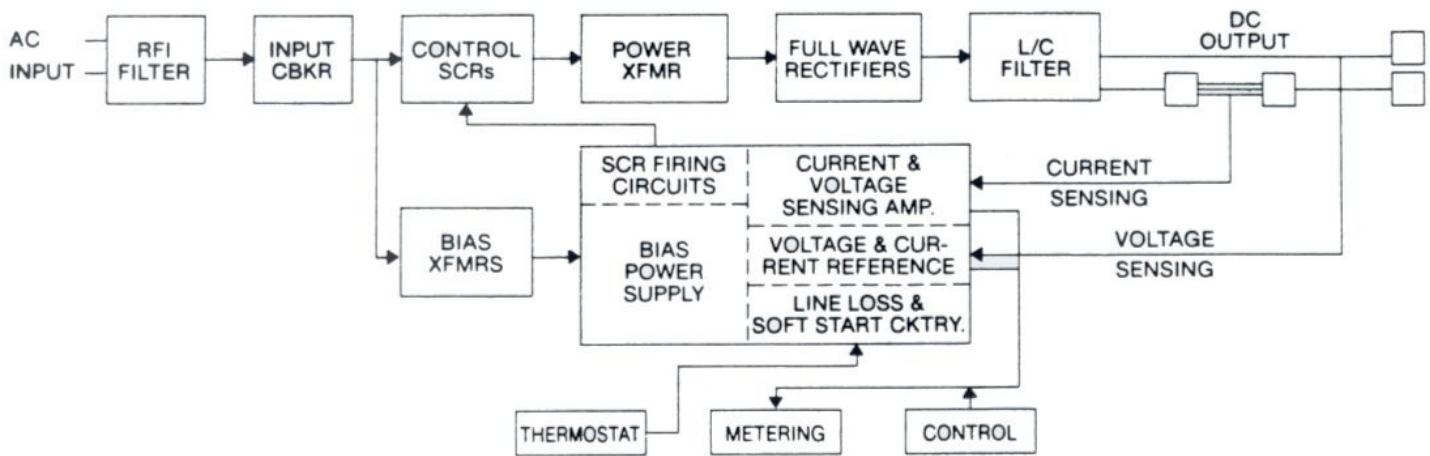 AC
INPUT
RFI
FILTER
INPUT
CBKR
CONTROL
SCRs
POWER
XFMR
FULL WAVE
RECTIFIERS
L/C
FILTER
DC
OUTPUT
SCR FIRING
CIRCUITS
CURRENT &
VOLTAGE
SENSING AMP.
CURRENT
SENSING
BIAS
XFMRS
BIAS
POWER
SUPPLY
VOLTAGE & CUR-
RENT REFERENCE
VOLTAGE
SENSING
LINE LOSS &
SOFT START CKTRY.
THERMOSTAT
METERING
CONTROL